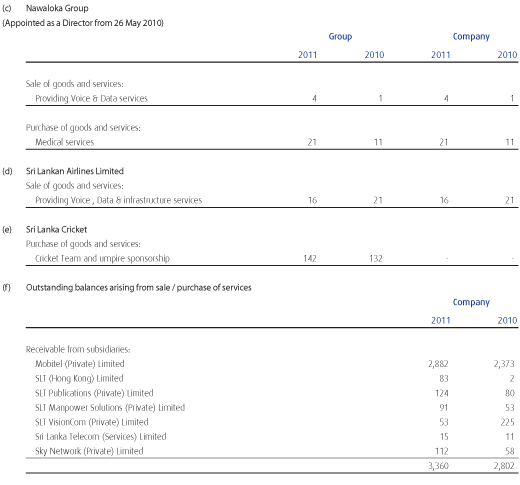 (c) Nawaloka Group
(Appointed as a Director from 26 May 2010)
Group Company
2011 2010 2011 2010
Sale of goods and services:
Providing Voice & Data services 4 1 4 1
Purchase of goods and services:
Medical services 21 11 21 11
(d) Sri Lankan Airlines Limited
Sale of goods and services:
Providing Voice , Data & infrastructure services 16 21 16 21
(e) Sri Lanka Cricket
Purchase of goods and services:
Cricket Team and umpire sponsorship 142 132 - -
(f) Outstanding balances arising from sale / purchase of services
Company
2011 2010
Receivable from subsidiaries:
Mobitel (Private) Limited 2,882 2,373
SLT (Hong Kong) Limited 83 2
SLT Publications (Private) Limited 124 80
SLT Manpower Solutions (Private) Limited 91 53
SLT VisionCom (Private) Limited 53 225
Sri Lanka Telecom (Services) Limited 15 11
Sky Network (Private) Limited 112 58
3,360 2,802